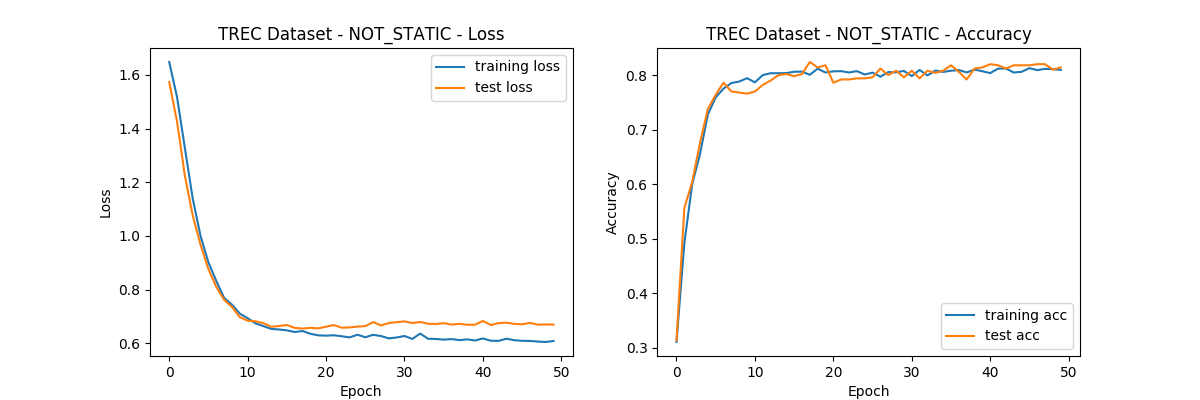 TREC Dataset - NOT_STATIC - Loss
1.6
1.4
1.2
1.0
0.8
0.6
Loss
0 10 20 30 40 50
Epoch
training loss
test loss
TREC Dataset - NOT_STATIC - Accuracy
0.8
0.7
0.6
0.5
0.4
0.3
Accuracy
0 10 20 30 40 50
Epoch
training acc
test acc